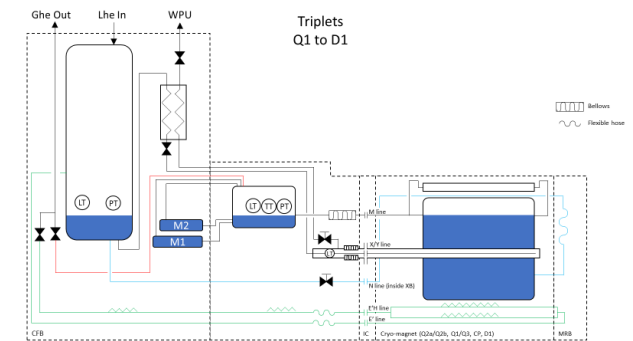 Ghe Out
Lhe In
WPU
Triplets
Q1 to D1
Bellows
Flexible hose
LT
PT
LT
TT
PT
M2
M1
M line
X/Y line
LT
N line (inside XB)
E'H line
E' line
CFB
IC
Cryo-magnet (Q2a/Q2b, Q1/Q3, CP, D1)
MRB